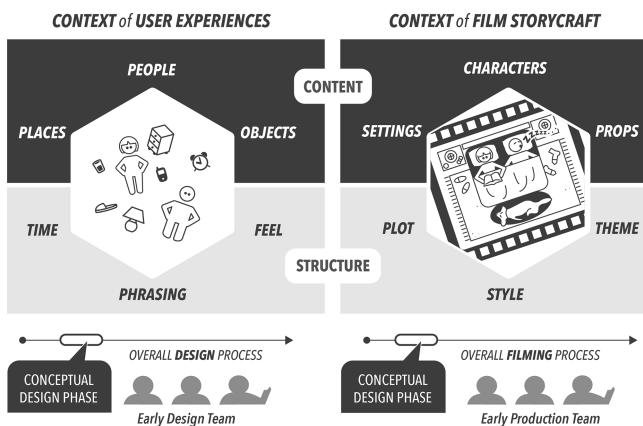 CONTEXT of USER EXPERIENCES
CONTEXT of FILM STORYCRAFT
PEOPLE
PLACES
OBJECTS
CONTENT
CHARACTERS
SETTINGS
PROPS
ZZZZZ
TIME
FEEL
PHRASING
STRUCTURE
PLOT
THEME
STYLE
OVERALL DESIGN PROCESS
CONCEPTUAL
DESIGN PHASE
Early Design Team
OVERALL FILMING PROCESS
CONCEPTUAL
DESIGN PHASE
Early Production Team